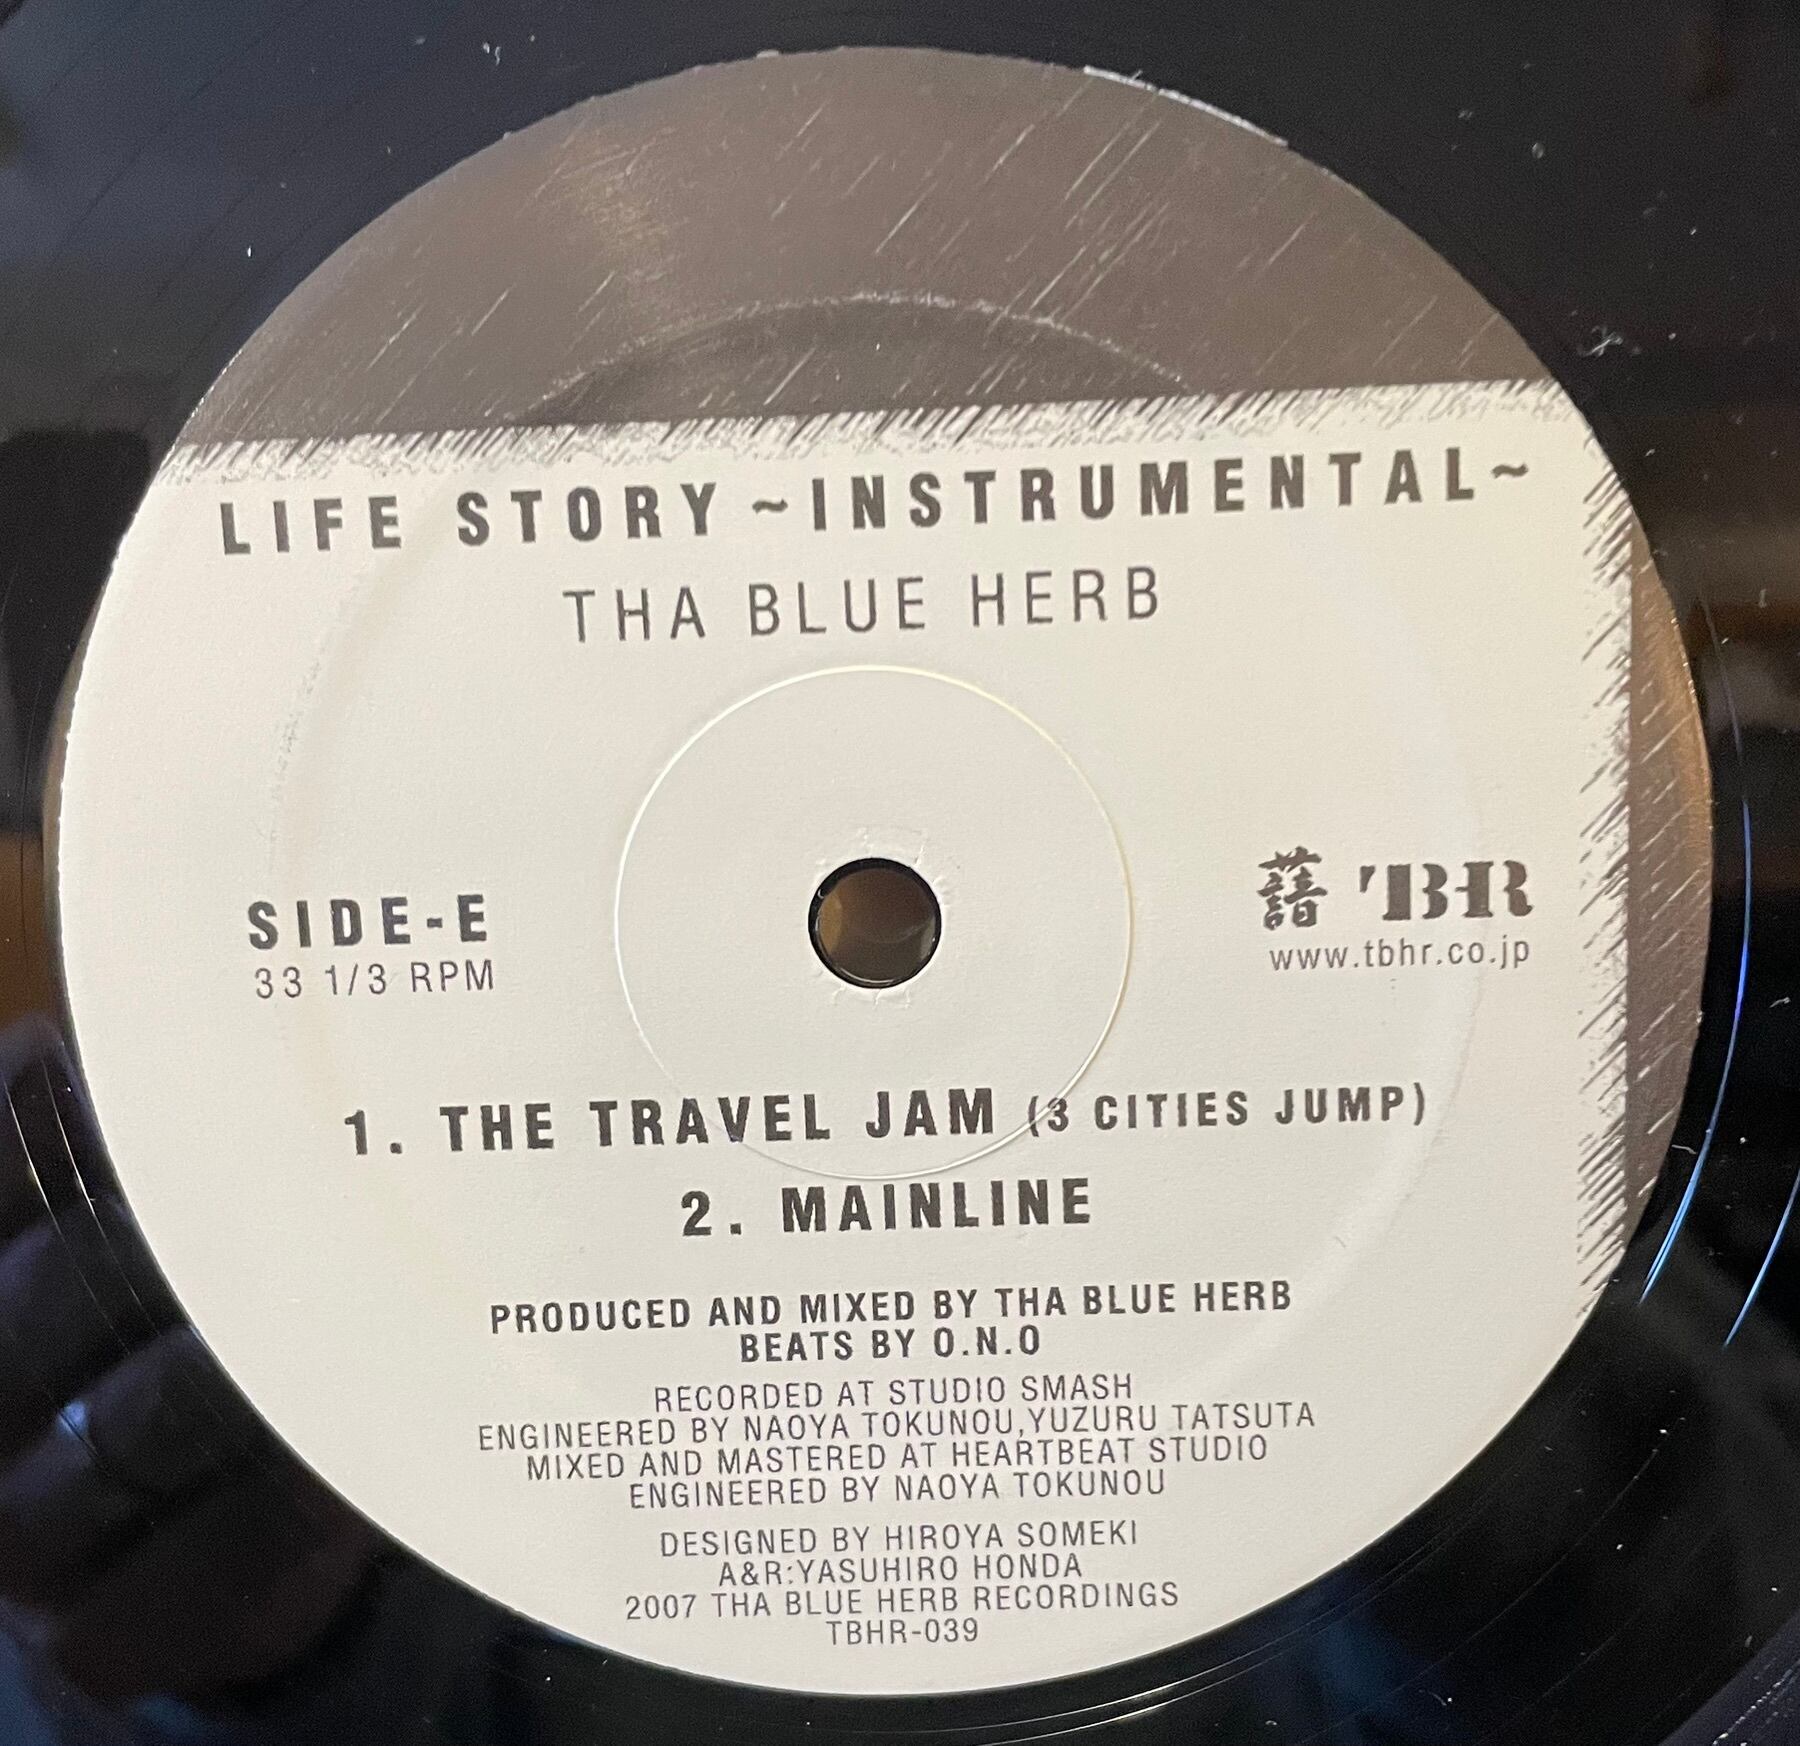 LIFE STORY ~INSTRUMENTAL~
THA BLUE HERB
SIDE-E
33 1/3 RPM
TBHR
www.tbhr.co.jp
1. THE TRAVEL JAM (3 CITIES JUMP)
2. MAINLINE
PRODUCED AND MIXED BY THA BLUE HERB
BEATS BY O.N.O
RECORDED AT STUDIO SMASH
ENGINEERED BY NAOYA TOKUNOU,YUZURU TATSUTA
MIXED AND MASTERED AT HEARTBEAT STUDIO
ENGINEERED BY NAOYA TOKUNOU
DESIGNED BY HIROYA SOMEKI
A&R:YASUHIRO HONDA
2007 THA BLUE HERB RECORDINGS
TBHR-039